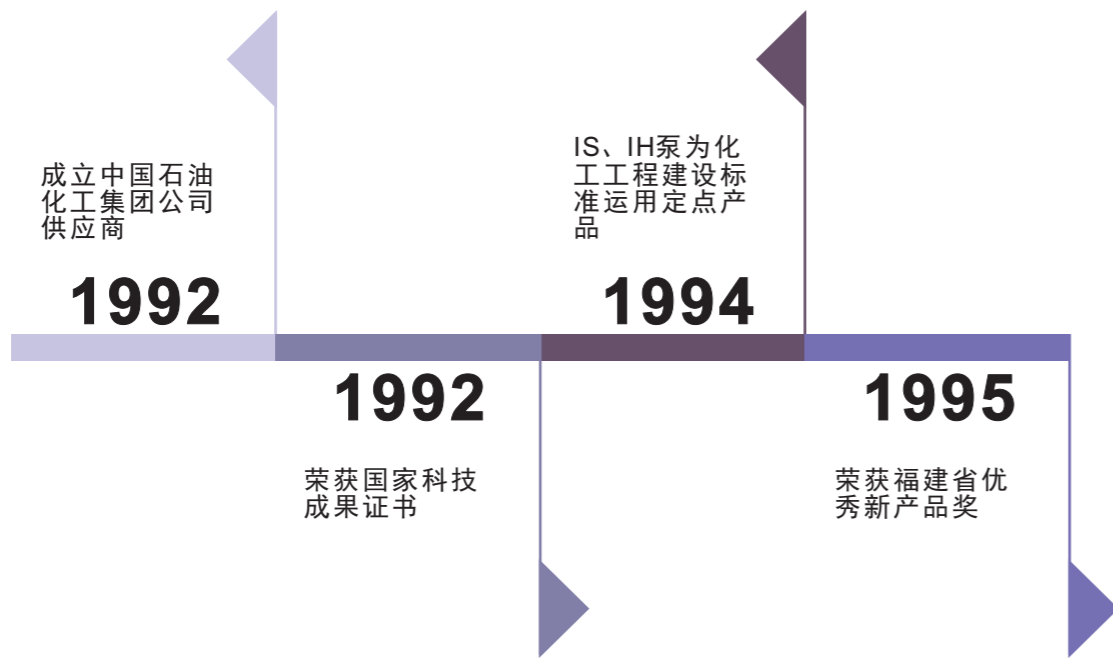 成立中国石油
化工集团公司
供应商
1992
1992
荣获国家科技
成果证书
IS、IH泵为化
工工程建设标
准运用定点产
品
1994
1995
荣获福建省优
秀新产品奖